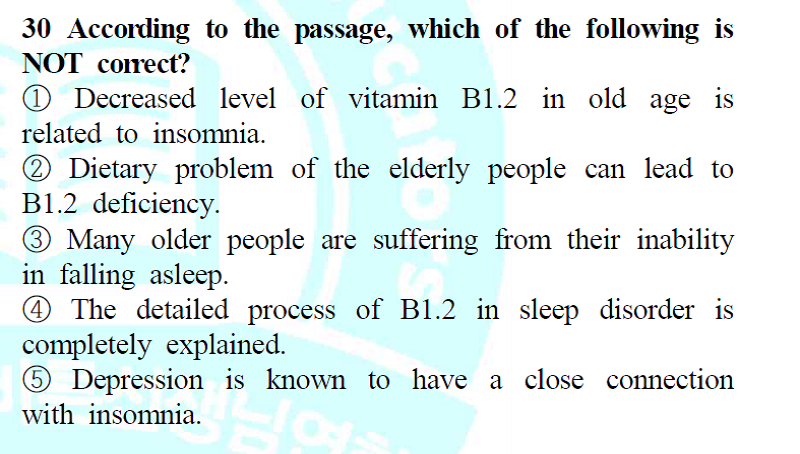 30 According to the passage, which of the following is
NOT correct?
① Decreased level of vitamin B1.2 in old age is
related to insomnia.
② Dietary problem of the elderly people can lead to
B1.2 deficiency.
③ Many older people are suffering from their inability
in falling asleep.
④ The detailed process of B1.2 in sleep disorder is
completely explained.
⑤ Depression is known to have a close connection
with insomnia.